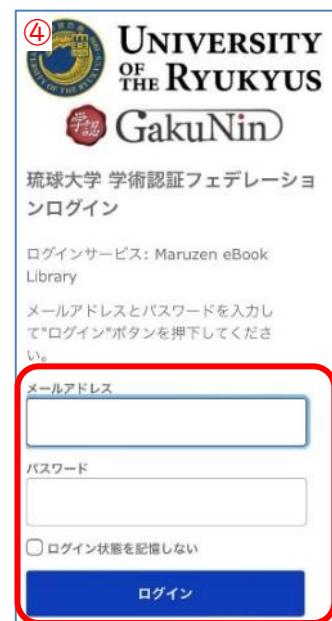 ④
UNIVERSITY
OF THE RYUKYUS
学認
GakuNin
琉球大学 学術認証フェデレーショ
ンログイン
ログインサービス: Maruzen eBook
Library
メールアドレスとパスワードを入力し
て"ログイン"ボタンを押下してくださ
い。
メールアドレス
パスワード
ログイン状態を記憶しない
ログイン